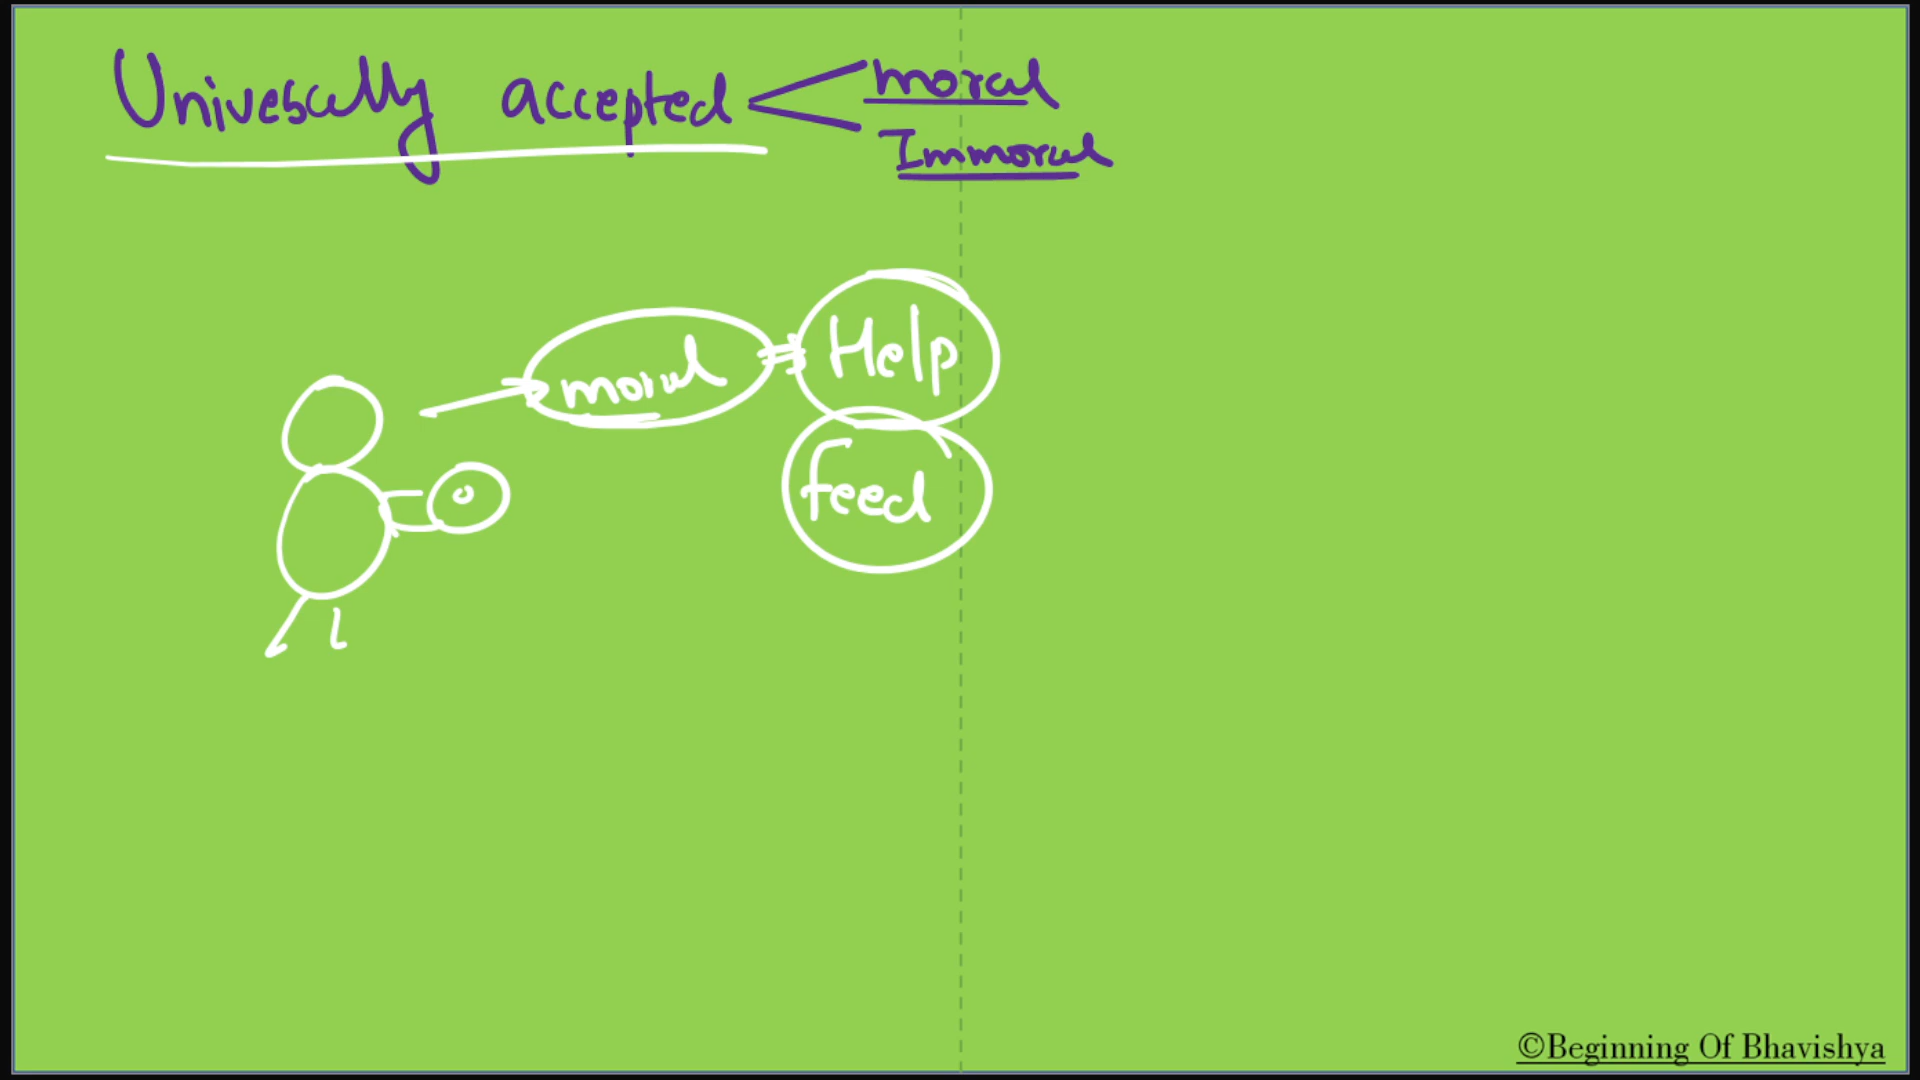 Univesally accepted moral
Immoral
moral Help
feed
©Beginning Of Bhavishya